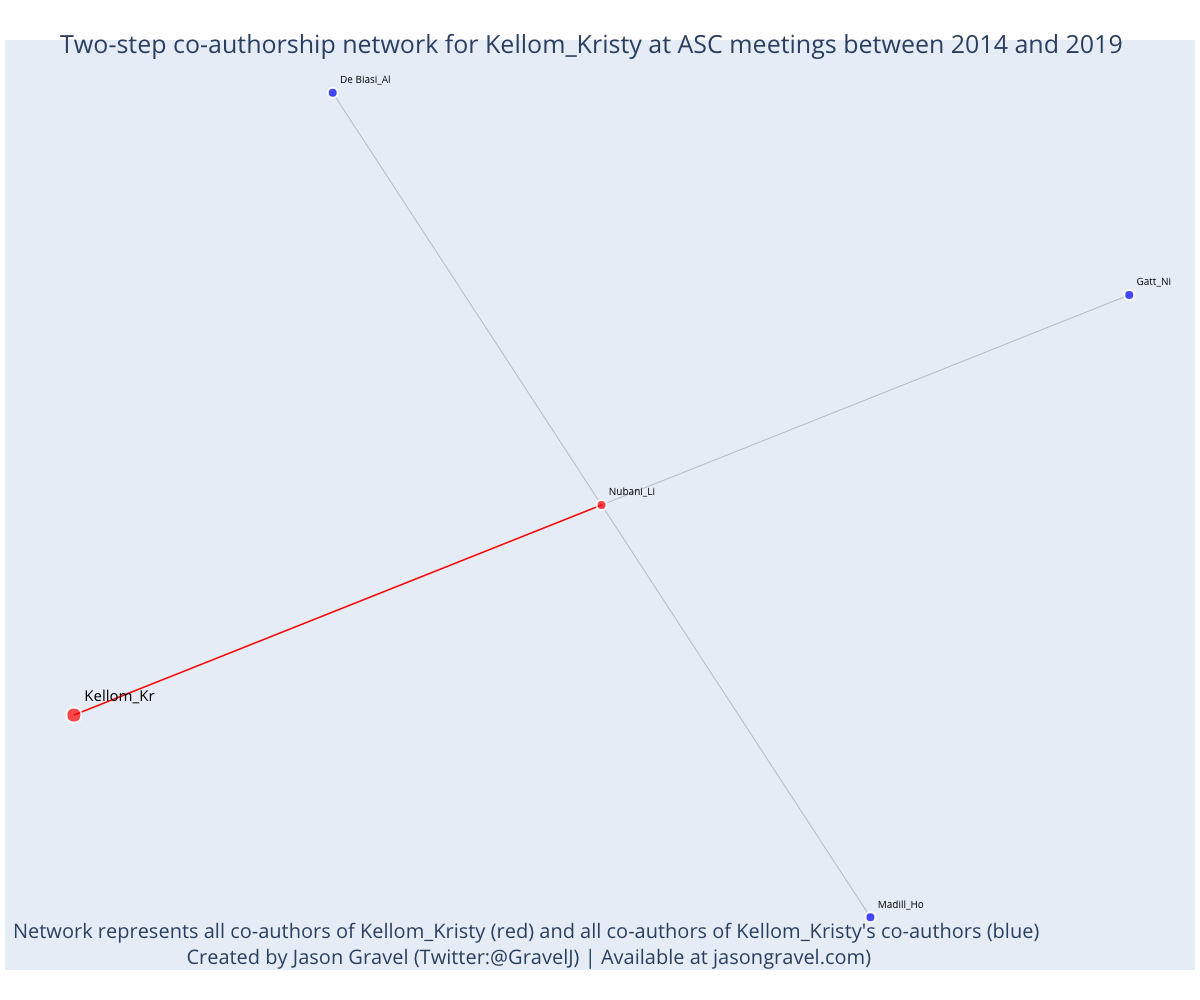 Two-step co-authorship network for Kellom_Kristy at ASC meetings between 2014 and 2019
De Biasi_Al
Gatt_Ni
Nubani_Li
Kellom_Kr
Madill_Ho
Network represents all co-authors of Kellom_Kristy (red) and all co-authors of Kellom_Kristy's co-authors (blue)
Created by Jason Gravel (Twitter:@GravelJ) | Available at jasongravel.com)